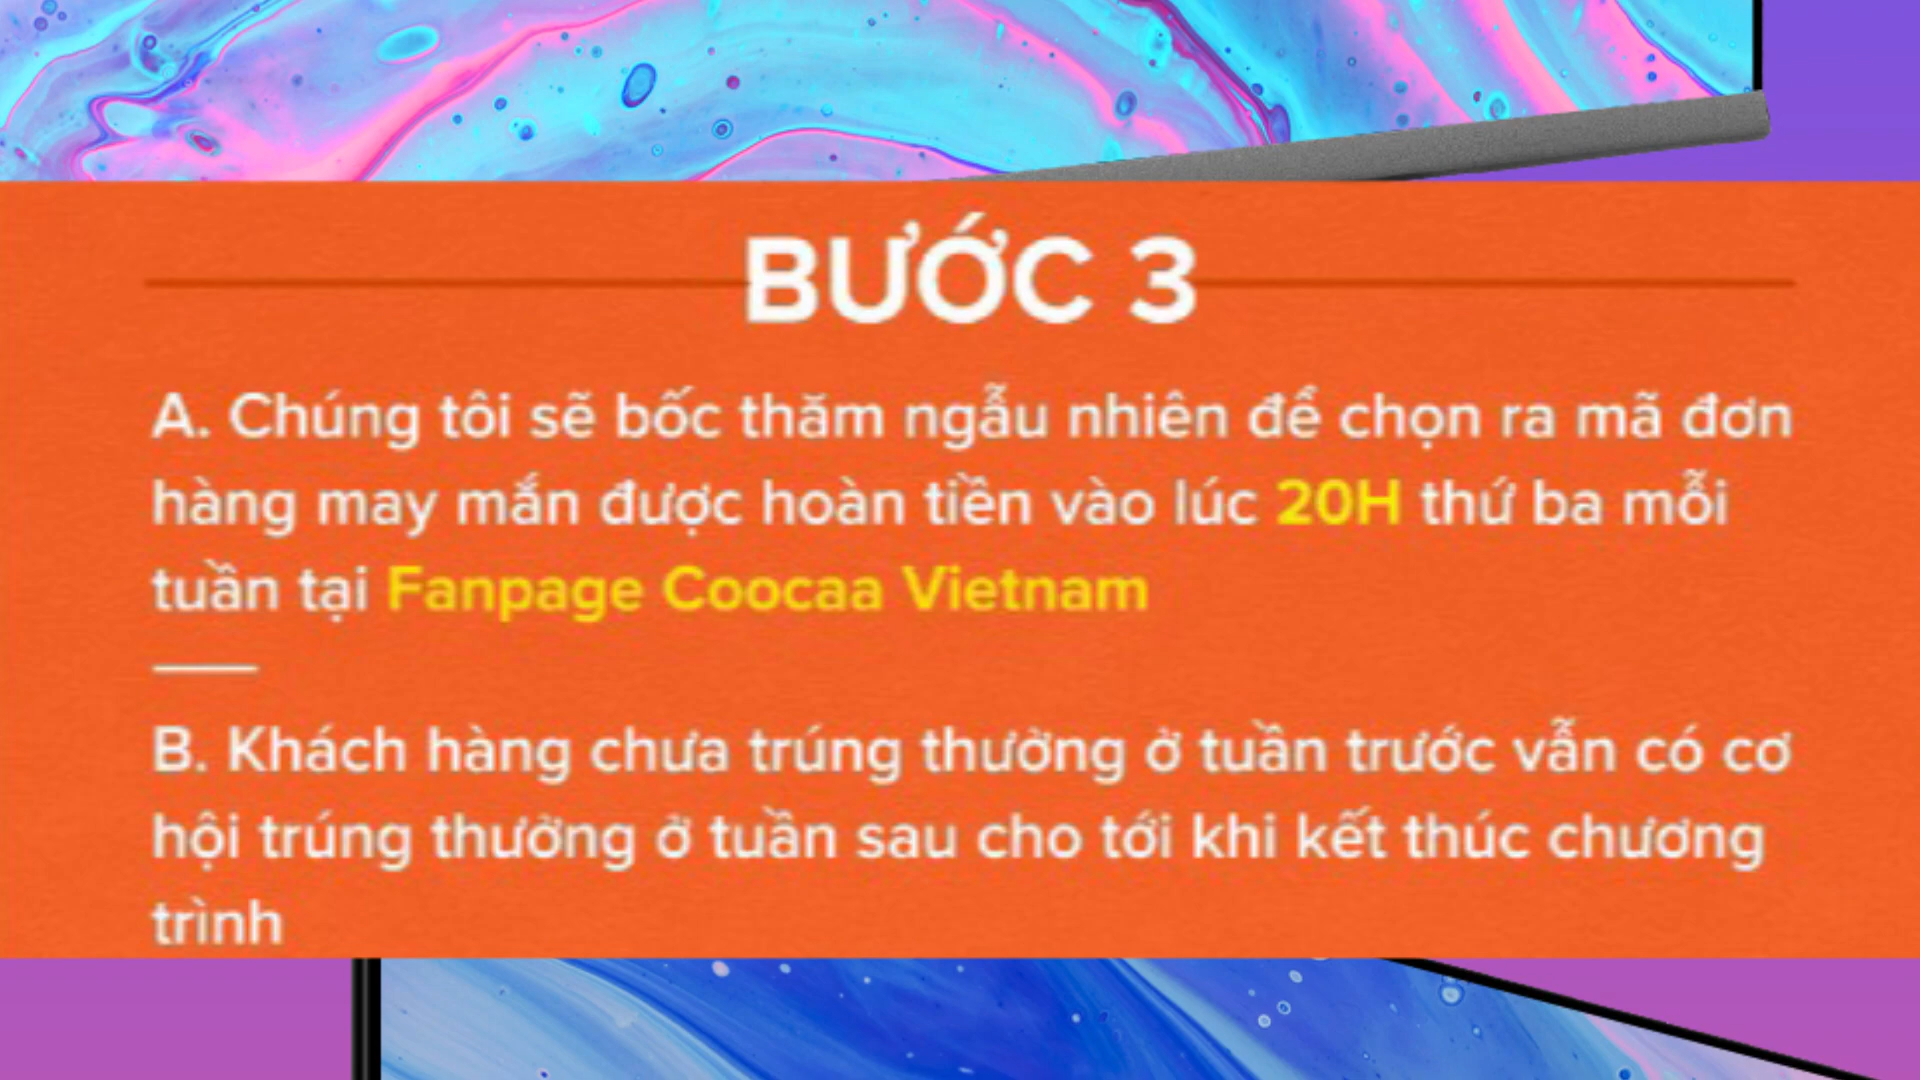 BƯỚC 3
A. Chúng tôi sẽ bốc thăm ngẫu nhiên để chọn ra mã đơn
hàng may mắn được hoàn tiền vào lúc 20H thứ ba mỗi
tuần tại Fanpage Coocaa Vietnam
B. Khách hàng chưa trúng thưởng ở tuần trước vẫn có cơ
hội trúng thưởng ở tuần sau cho tới khi kết thúc chương
trình